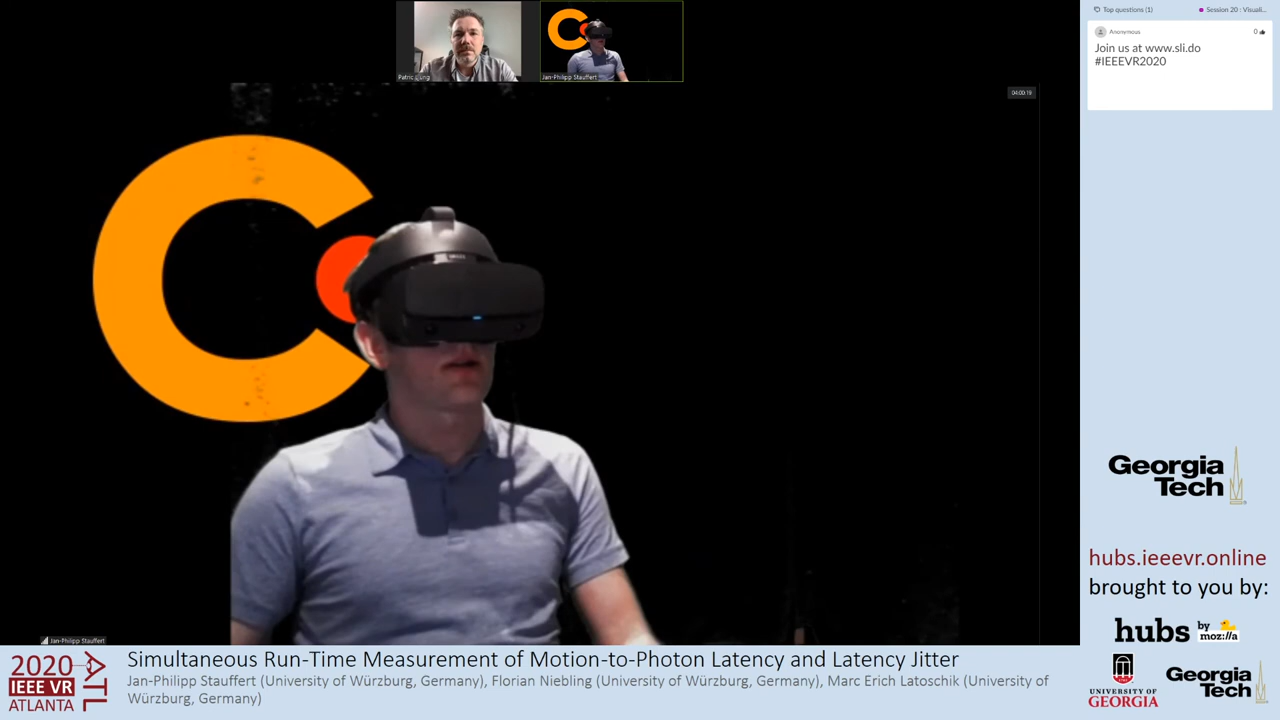 Top questions (1)
Session 20 : Visuali...
Anonymous
0
Join us at www.sli.do
#IEEEVR2020
Jan-Philipp Stauffert
04:00:19
Georgia
Tech
hubs.ieeevr.online
brought to you by:
hubs by
moz://a
UNIVERSITY OF
GEORGIA
Georgia
Tech
Jan-Philipp Stauffert
2020
IEEE VR
ATLANTA
ATL
Simultaneous Run-Time Measurement of Motion-to-Photon Latency and Latency Jitter
Jan-Philipp Stauffert (University of Würzburg, Germany), Florian Niebling (University of Würzburg, Germany), Marc Erich Latoschik (University of
Würzburg, Germany)